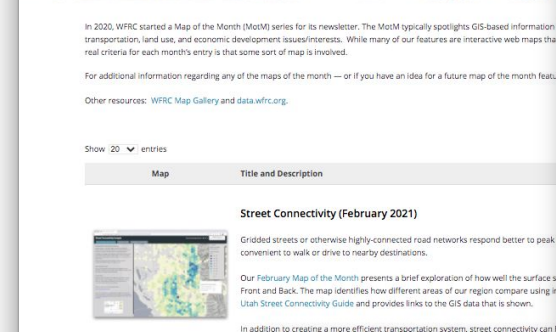 In 2020, WFRC started a Map of the Month (MotM) series for its newsletter. The MotM typically spotlights GIS-based information
transportation, land use, and economic development issues/interests. While many of our features are interactive web maps tha
real criteria for each month's entry is that some sort of map is involved.
For additional information regarding any of the maps of the month — or if you have an idea for a future map of the month featu
Other resources: WFRC Map Gallery and data.wfrc.org.
Show 20 entries
Map Title and Description
Street Connectivity (February 2021)
Gridded streets or otherwise highly-connected road networks respond better to peak
convenient to walk or drive to nearby destinations.
Our February Map of the Month presents a brief exploration of how well the surface s
Front and Back. The map identifies how different areas of our region compare using i
Utah Street Connectivity Guide and provides links to the GIS data that is shown.
In addition to creating a more efficient transportation system, street connectivity can